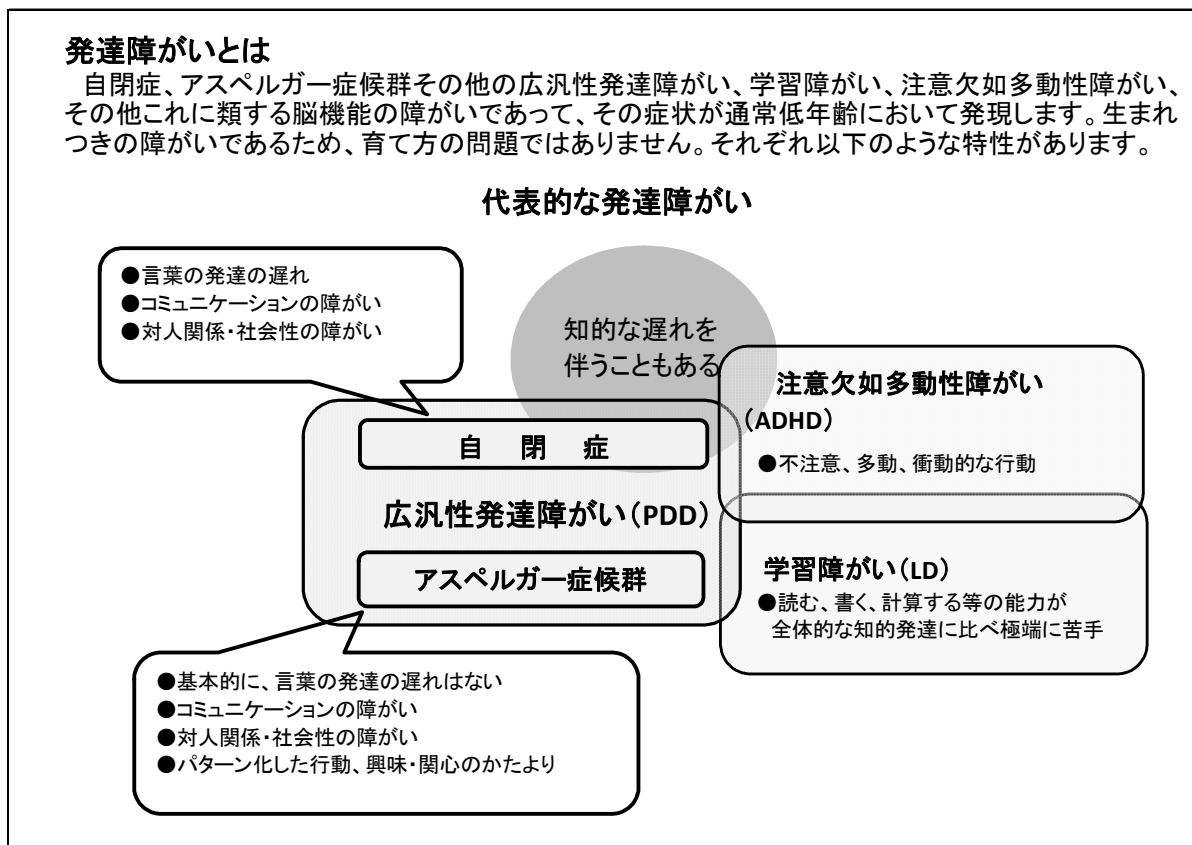 発達障がいとは
自閉症、アスペルガー症候群その他の広汎性発達障がい、学習障がい、注意欠如多動性障がい、
その他これに類する脳機能の障がいであって、その症状が通常低年齢において発現します。生まれ
つきの障がいであるため、育て方の問題ではありません。それぞれ以下のような特性があります。
代表的な発達障がい
●言葉の発達の遅れ
●コミュニケーションの障がい
●対人関係・社会性の障がい
知的な遅れを
伴うこともある
注意欠如多動性障がい
(ADHD)
●不注意、多動、衝動的な行動
自 閉 症
広汎性発達障がい(PDD)
アスペルガー症候群
学習障がい(LD)
●読む、書く、計算する等の能力が
全体的な知的発達に比べ極端に苦手
●基本的に、言葉の発達の遅れはない
●コミュニケーションの障がい
●対人関係・社会性の障がい
●パターン化した行動、興味・関心のかたより